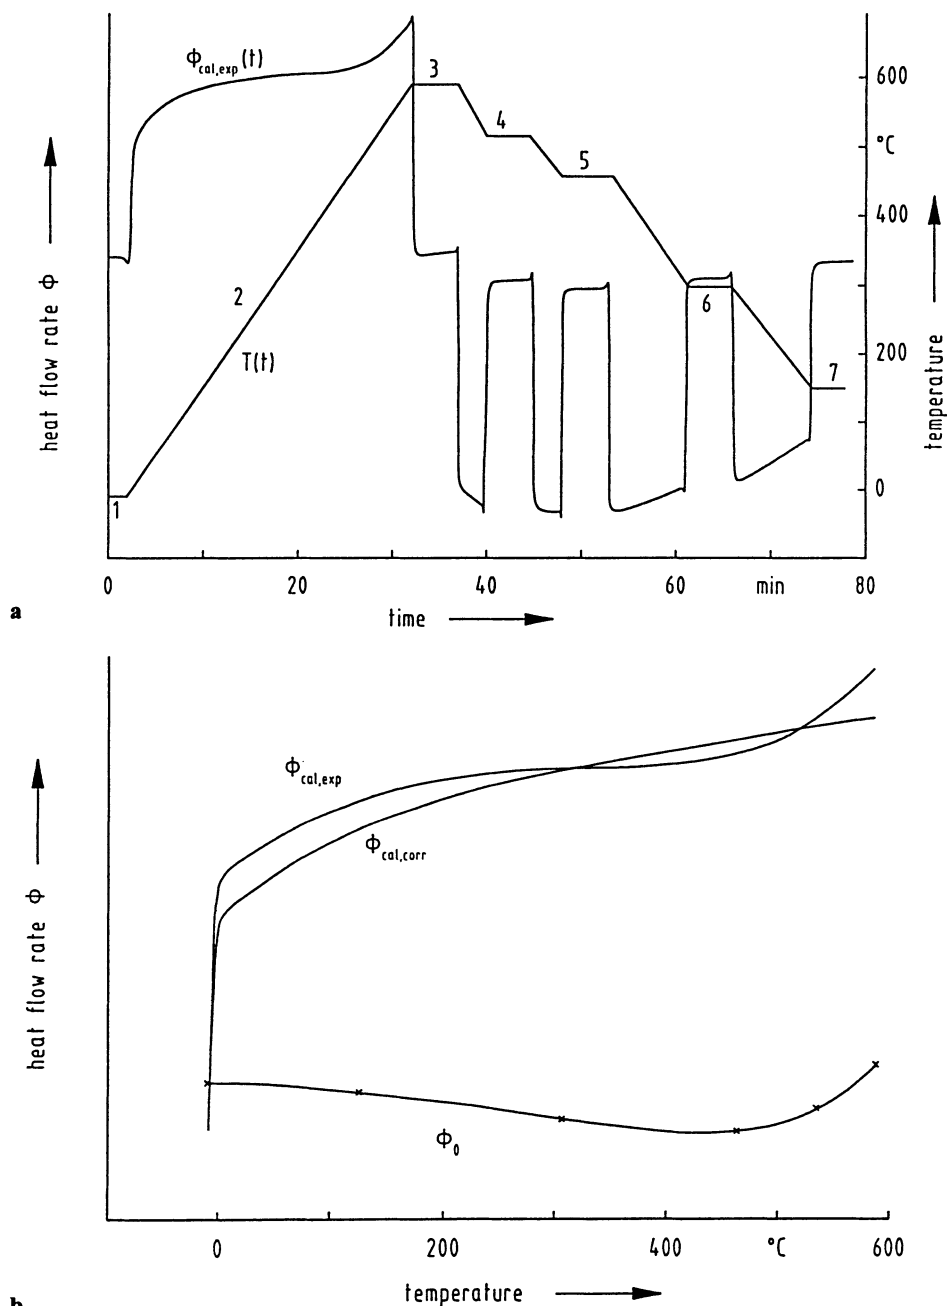 Φcal,exp(t)
3
600
4
°C
5
400
2
6
T(t)
200
7
1
0
heat flow rate Φ
temperature
0
20
40
60
min
80
time
a
Φcal,exp
Φcal,corr
heat flow rate Φ
Φ0
0
200
400
°C
600
temperature
b